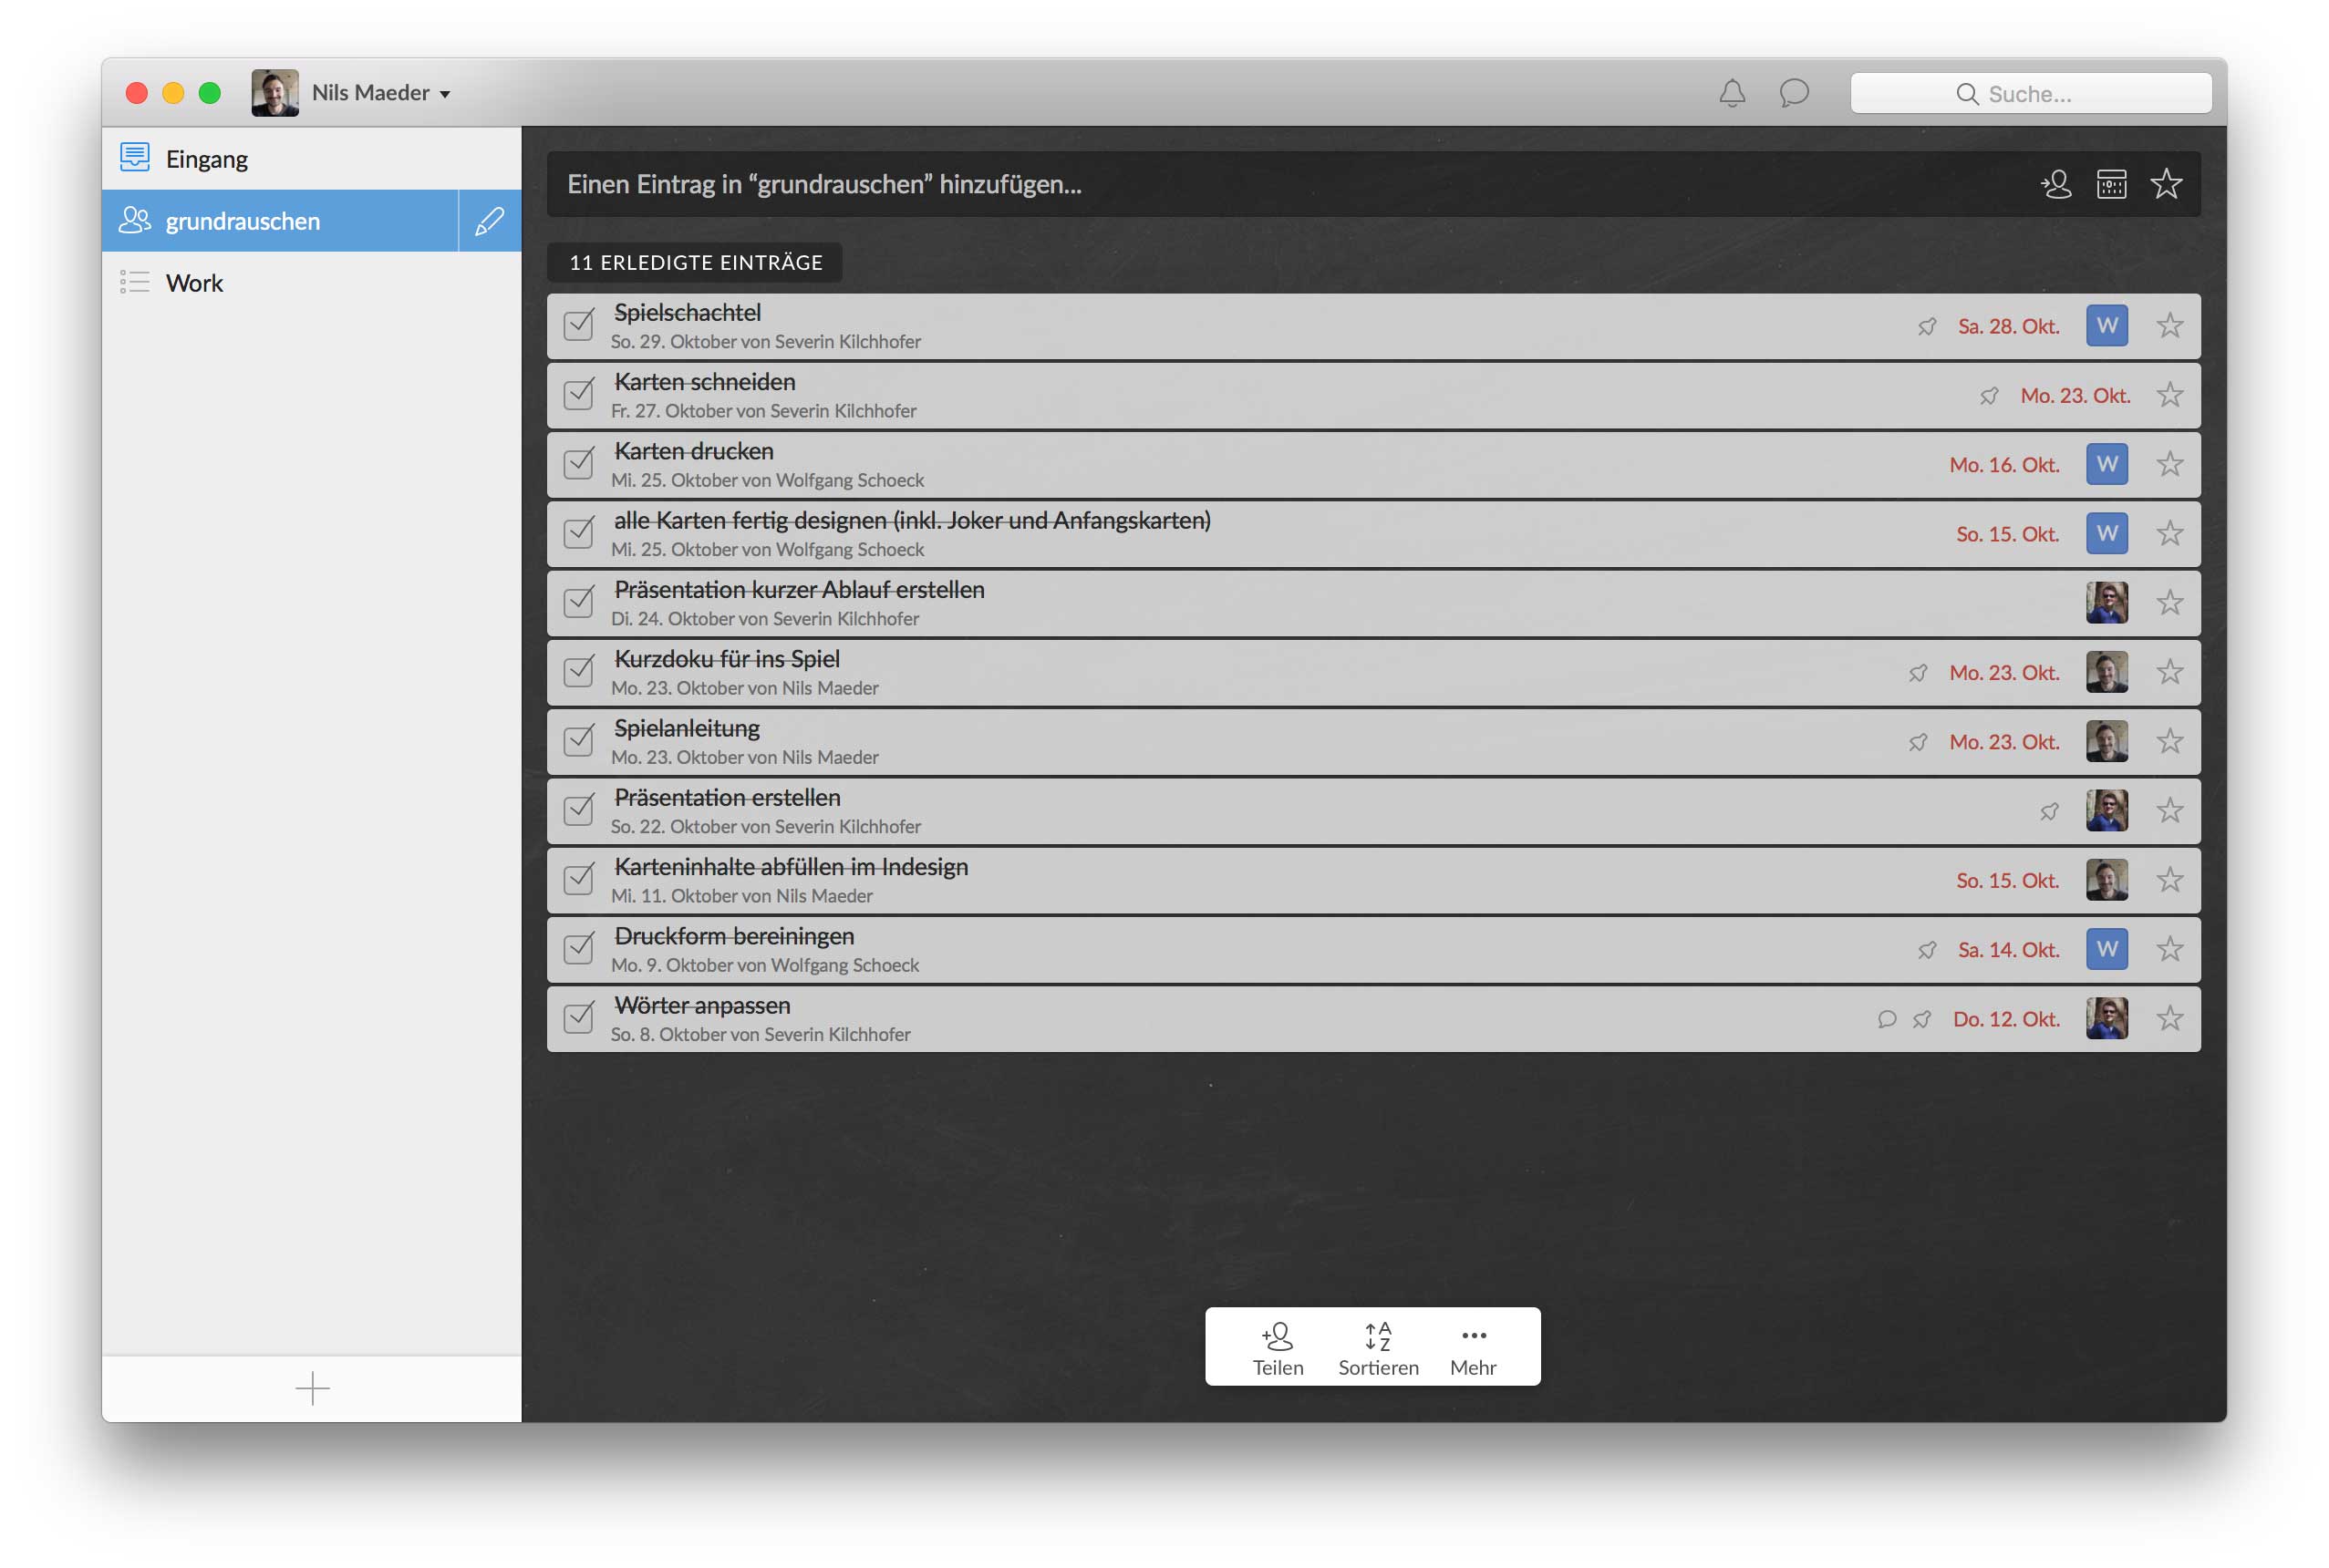 Nils Maeder
Suche...
Eingang
grundrauschen
Work
Einen Eintrag in “grundrauschen” hinzufügen...
11 ERLEDIGTE EINTRÄGE
Spielschachtel
So. 29. Oktober von Severin Kilchhofer
Sa. 28. Okt.
W
Karten schneiden
Fr. 27. Oktober von Severin Kilchhofer
Mo. 23. Okt.
Karten drucken
Mi. 25. Oktober von Wolfgang Schoeck
Mo. 16. Okt.
W
alle Karten fertig designen (inkl. Joker und Anfangskarten)
Mi. 25. Oktober von Wolfgang Schoeck
So. 15. Okt.
W
Präsentation kurzer Ablauf erstellen
Di. 24. Oktober von Severin Kilchhofer
Kurzdoku für ins Spiel
Mo. 23. Oktober von Nils Maeder
Mo. 23. Okt.
Spielanleitung
Mo. 23. Oktober von Nils Maeder
Mo. 23. Okt.
Präsentation erstellen
So. 22. Oktober von Severin Kilchhofer
Karteninhalte abfüllen im Indesign
Mi. 11. Oktober von Nils Maeder
So. 15. Okt.
Druckform bereiningen
Mo. 9. Oktober von Wolfgang Schoeck
Sa. 14. Okt.
W
Wörter anpassen
So. 8. Oktober von Severin Kilchhofer
Do. 12. Okt.
A
Z
Teilen
Sortieren
Mehr